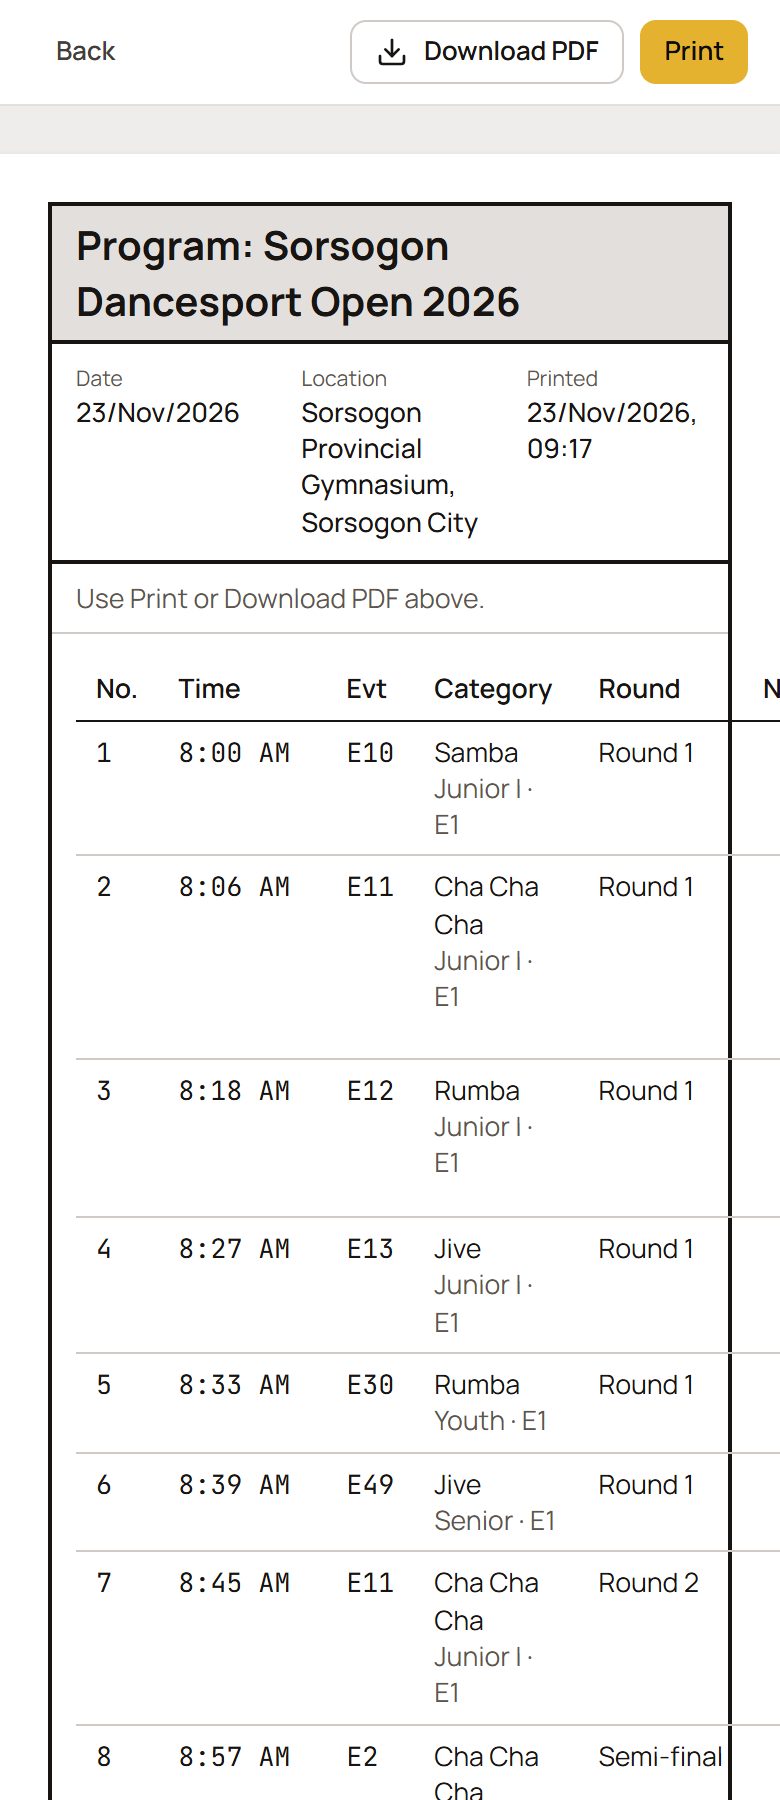 Back
Download PDF
Print
Program: Sorsogon
Dancesport Open 2026
Date
23/Nov/2026
Location
Sorsogon
Provincial
Gymnasium,
Sorsogon City
Printed
23/Nov/2026,
09:17
Use Print or Download PDF above.
No. Time Evt Category Round N
1 8:00 AM E10 Samba Round 1
Junior I ·
E1
2 8:06 AM E11 Cha Cha Round 1
Cha
Junior I ·
E1
3 8:18 AM E12 Rumba Round 1
Junior I ·
E1
4 8:27 AM E13 Jive Round 1
Junior I ·
E1
5 8:33 AM E30 Rumba Round 1
Youth · E1
6 8:39 AM E49 Jive Round 1
Senior · E1
7 8:45 AM E11 Cha Cha Round 2
Cha
Junior I ·
E1
8 8:57 AM E2 Cha Cha Semi-final
Cha